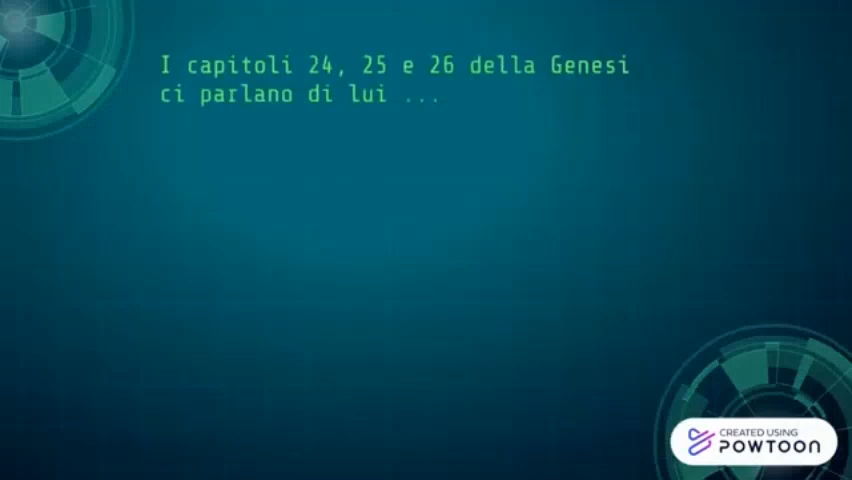 I capitoli 24, 25 e 26 della Genesi
ci parlano di lui ...
CREATED USING
POWTOON